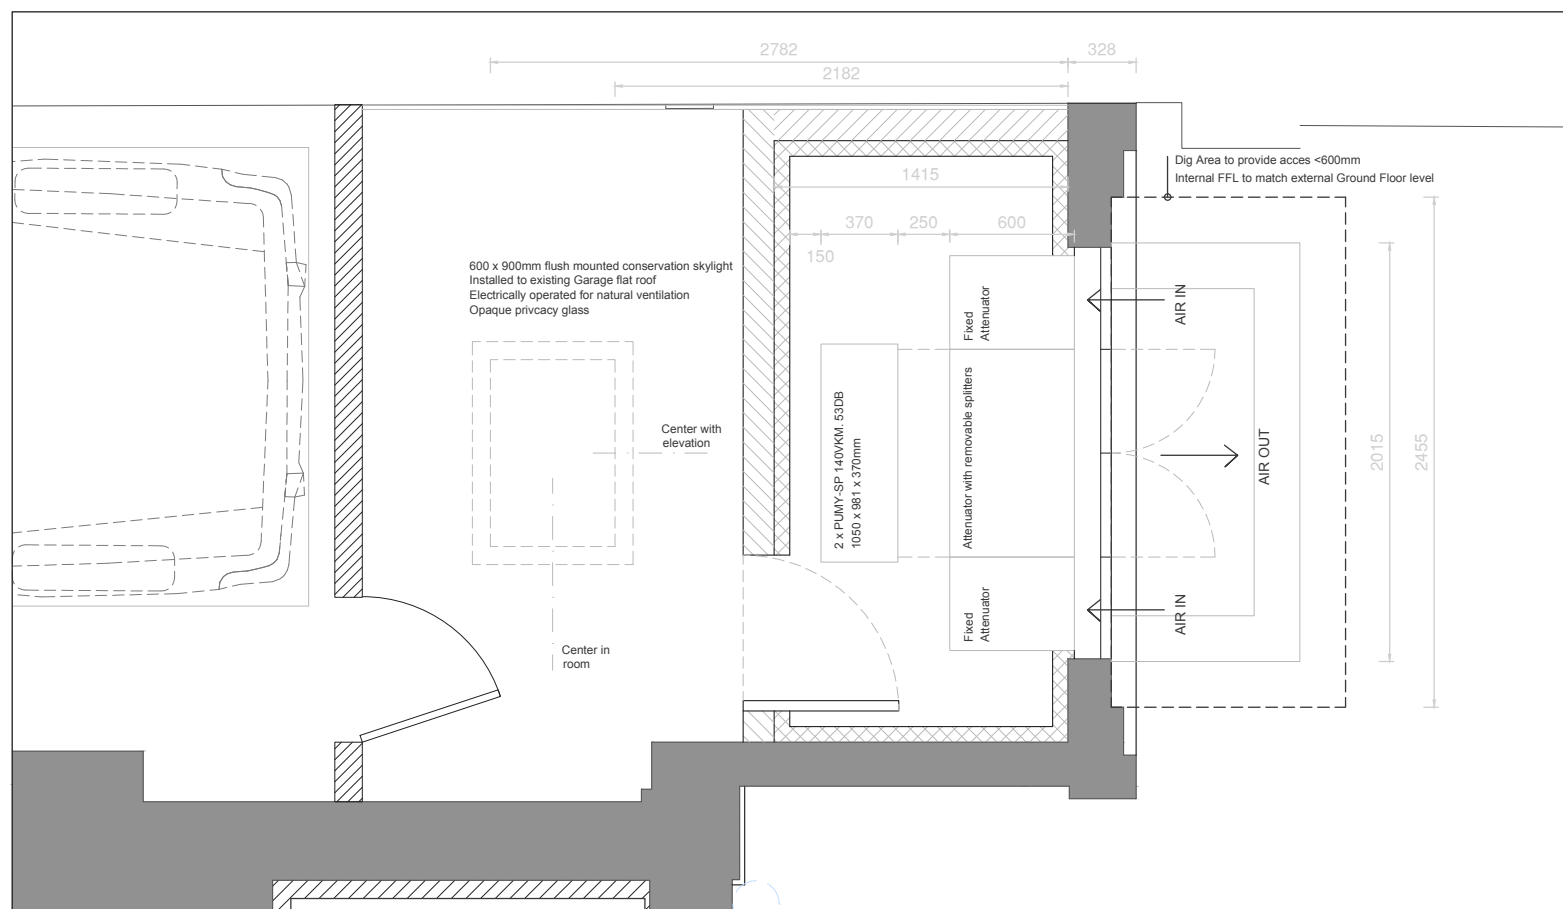 2782
328
2182
Dig Area to provide acces <600mm
Internal FFL to match external Ground Floor level
1415
370
250
600
150
600 x 900mm flush mounted conservation skylight
Installed to existing Garage flat roof
Electrically operated for natural ventilation
Opaque privcacy glass
Fixed
Attenuator
AIR IN
2 x PUMY-SP 140VKM. 53DB
1050 x 981 x 370mm
Attenuator with removable splitters
Center with
elevation
AIR OUT
2015
2455
Fixed
Attenuator
AIR IN
Center in
room